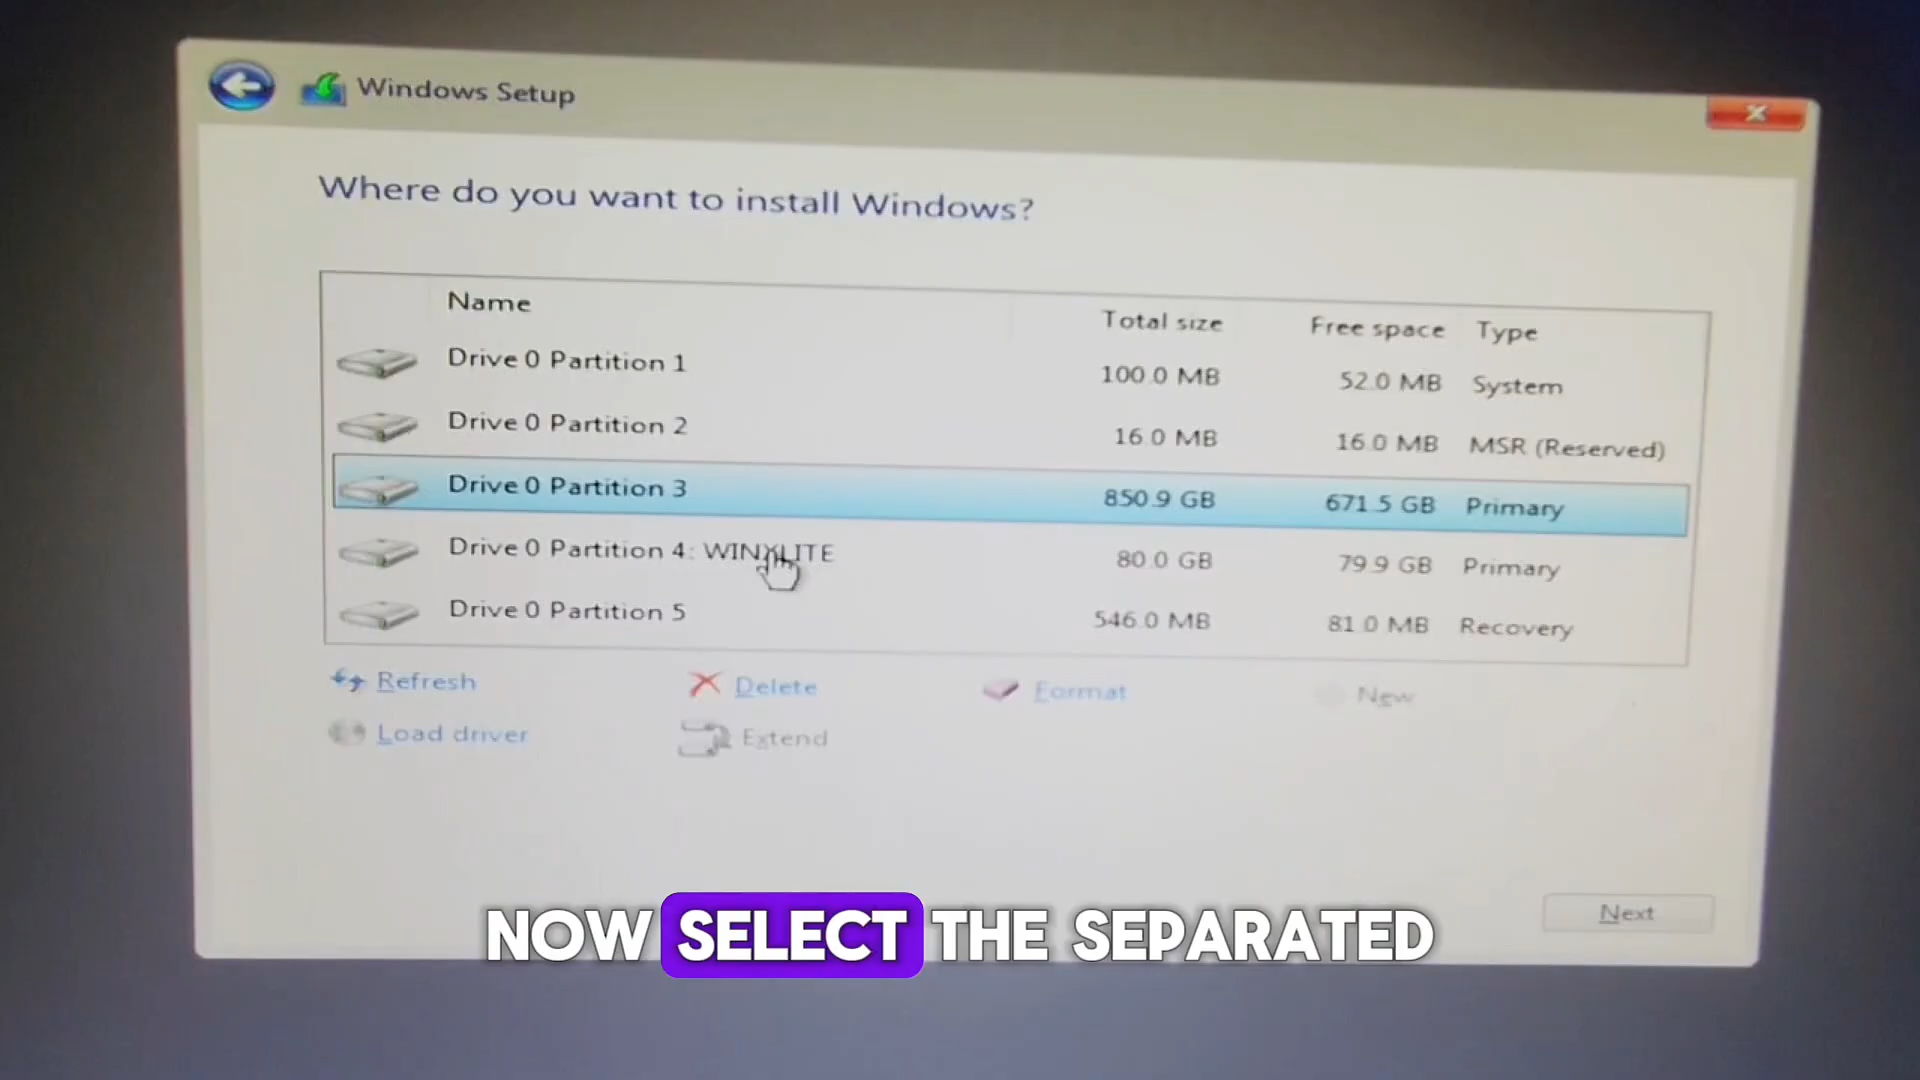 Windows Setup
Where do you want to install Windows?
Name Total size Free space Type
Drive 0 Partition 1 100.0 MB 52.0 MB System
Drive 0 Partition 2 16.0 MB 16.0 MB MSR (Reserved)
Drive 0 Partition 3 850.9 GB 671.5 GB Primary
Drive 0 Partition 4: WINXLITE 80.0 GB 79.9 GB Primary
Drive 0 Partition 5 546.0 MB 81.0 MB Recovery
Refresh Delete Format New
Load driver Extend
Next
NOW SELECT THE SEPARATED